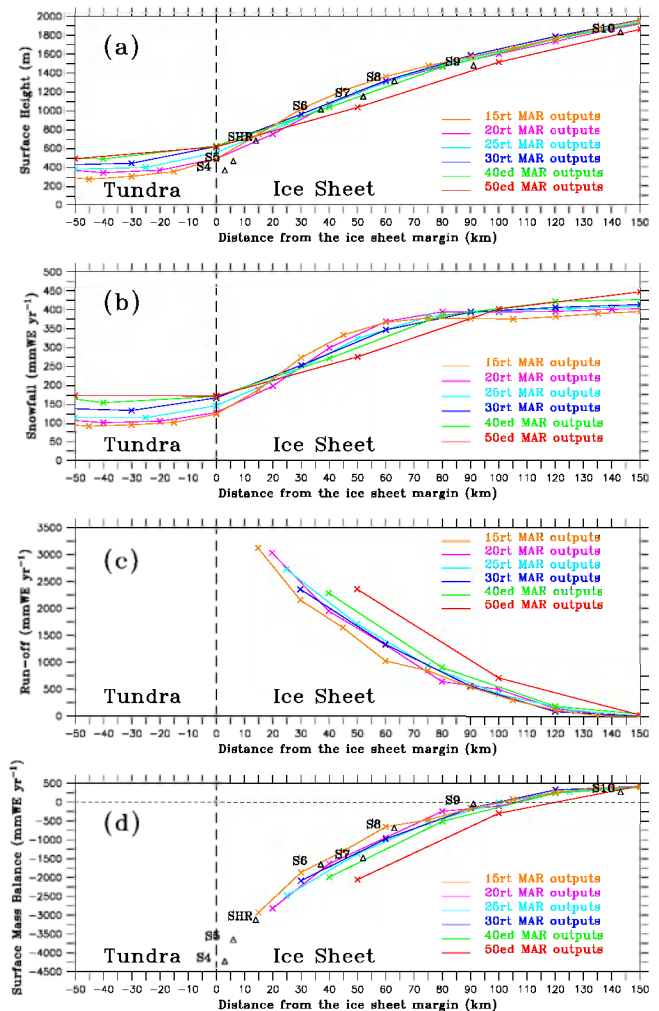 (a)
Surface Height (m)
2000
1800
1600
1400
1200
1000
800
600
400
200
0
S4
S5
SHR
S6
S7
S8
S9
S10
15rt MAR outputs
20rt MAR outputs
25rt MAR outputs
30rt MAR outputs
40ed MAR outputs
50ed MAR outputs
Tundra
Ice Sheet
-50 -40 -30 -20 -10 0 10 20 30 40 50 60 70 80 90 100 110 120 130 140 150
Distance from the ice sheet margin (km)
(b)
Snowfall (mmWE yr⁻¹)
500
450
400
350
300
250
200
150
100
50
0
15rt MAR outputs
20rt MAR outputs
25rt MAR outputs
30rt MAR outputs
40ed MAR outputs
50ed MAR outputs
Tundra
Ice Sheet
-50 -40 -30 -20 -10 0 10 20 30 40 50 60 70 80 90 100 110 120 130 140 150
Distance from the ice sheet margin (km)
(c)
Run-off (mmWE yr⁻¹)
3500
3000
2500
2000
1500
1000
500
0
15rt MAR outputs
20rt MAR outputs
25rt MAR outputs
30rt MAR outputs
40ed MAR outputs
50ed MAR outputs
Tundra
Ice Sheet
-50 -40 -30 -20 -10 0 10 20 30 40 50 60 70 80 90 100 110 120 130 140 150
Distance from the ice sheet margin (km)
(d)
Surface Mass Balance (mmWE yr⁻¹)
500
0
-500
-1000
-1500
-2000
-2500
-3000
-3500
-4000
-4500
S4
S5
SHR
S6
S7
S8
S9
S10
15rt MAR outputs
20rt MAR outputs
25rt MAR outputs
30rt MAR outputs
40ed MAR outputs
50ed MAR outputs
Tundra
Ice Sheet
-50 -40 -30 -20 -10 0 10 20 30 40 50 60 70 80 90 100 110 120 130 140 150
Distance from the ice sheet margin (km)